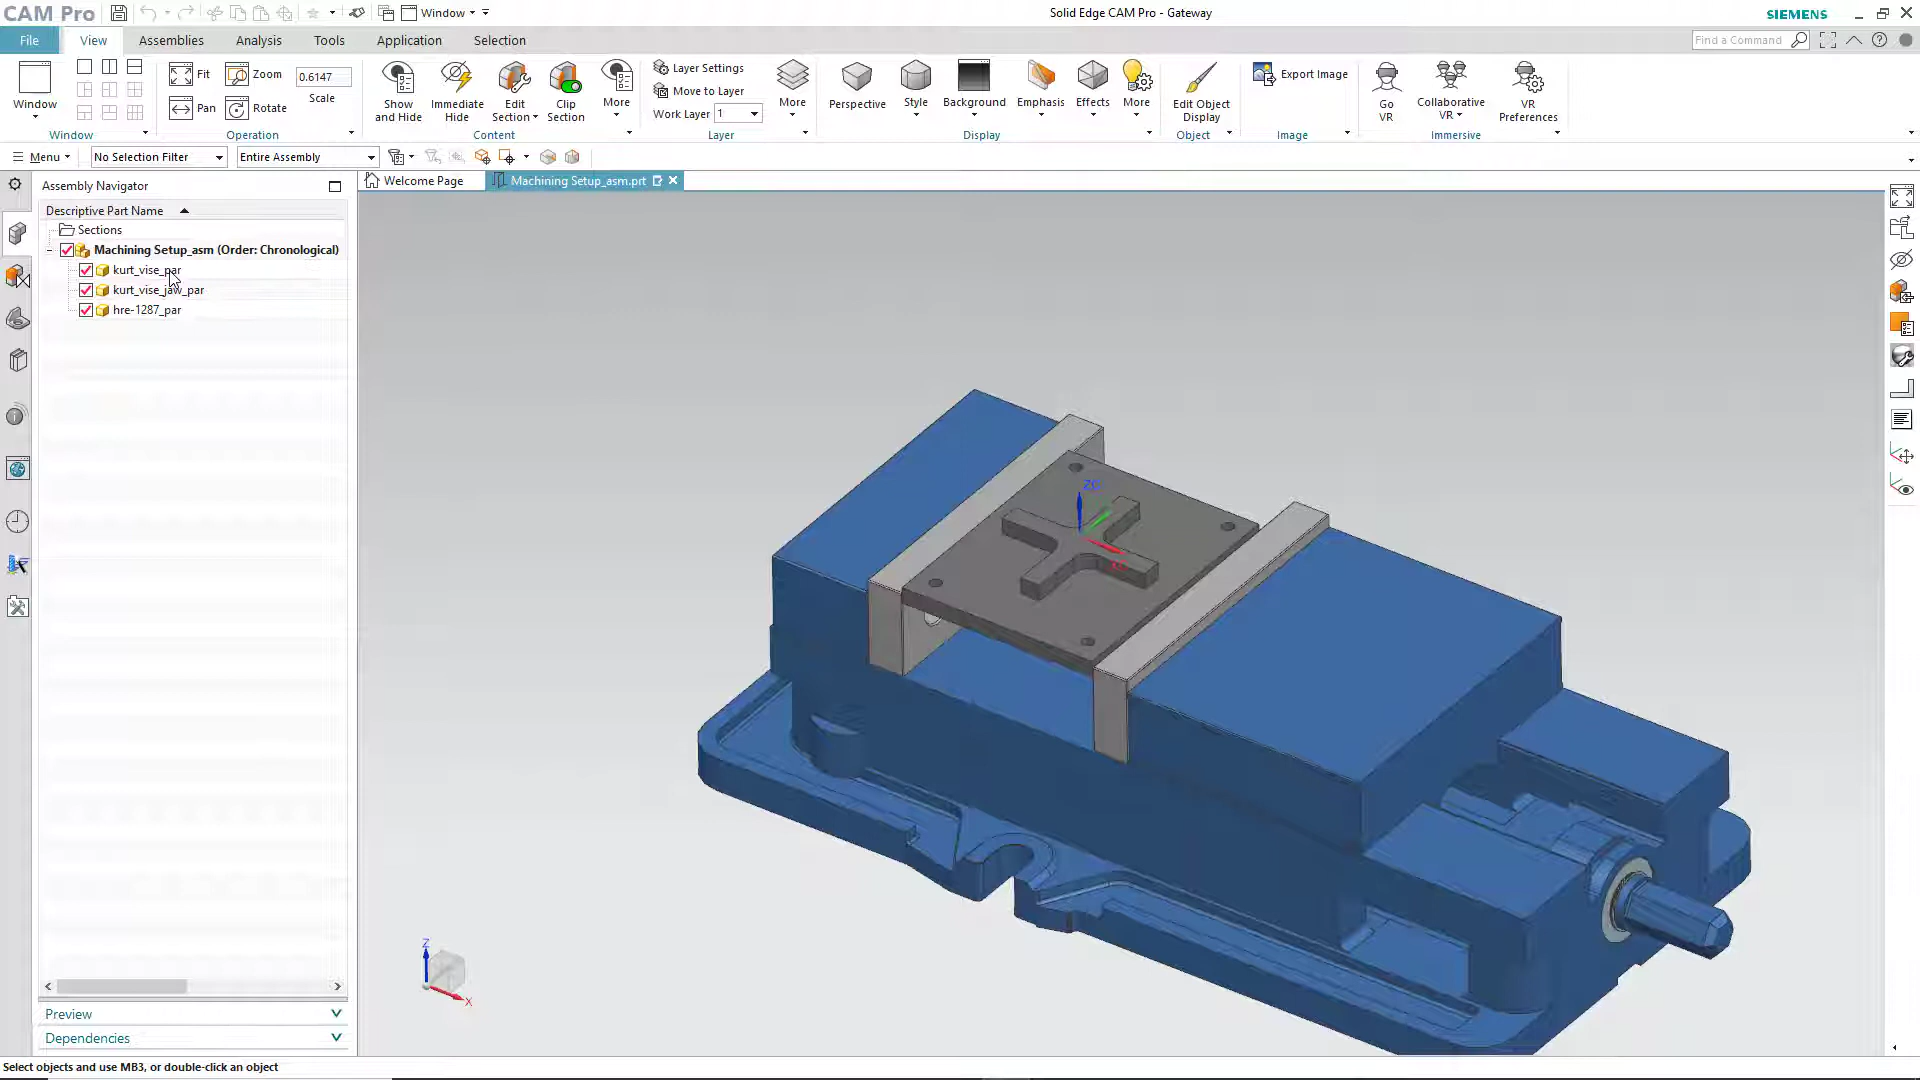 CAM Pro
Window
Solid Edge CAM Pro - Gateway
SIEMENS
File
View
Assemblies
Analysis
Tools
Application
Selection
Find a Command
Window
Fit
Zoom
0.6147
Pan
Rotate
Scale
Show and Hide
Immediate Hide
Edit Section
Clip Section
More
Layer Settings
Move to Layer
Work Layer 1
More
Perspective
Style
Background
Emphasis
Effects
More
Edit Object Display
Export Image
Go VR
Collaborative VR
VR Preferences
Window
Operation
Content
Layer
Display
Object
Image
Immersive
Menu
No Selection Filter
Entire Assembly
Assembly Navigator
Welcome Page
Machining Setup_asm.prt
Descriptive Part Name
Sections
Machining Setup_asm (Order: Chronological)
kurt_vise_par
kurt_vise_jaw_par
hre-1287_par
Z
X
Preview
Dependencies
Select objects and use MB3, or double-click an object